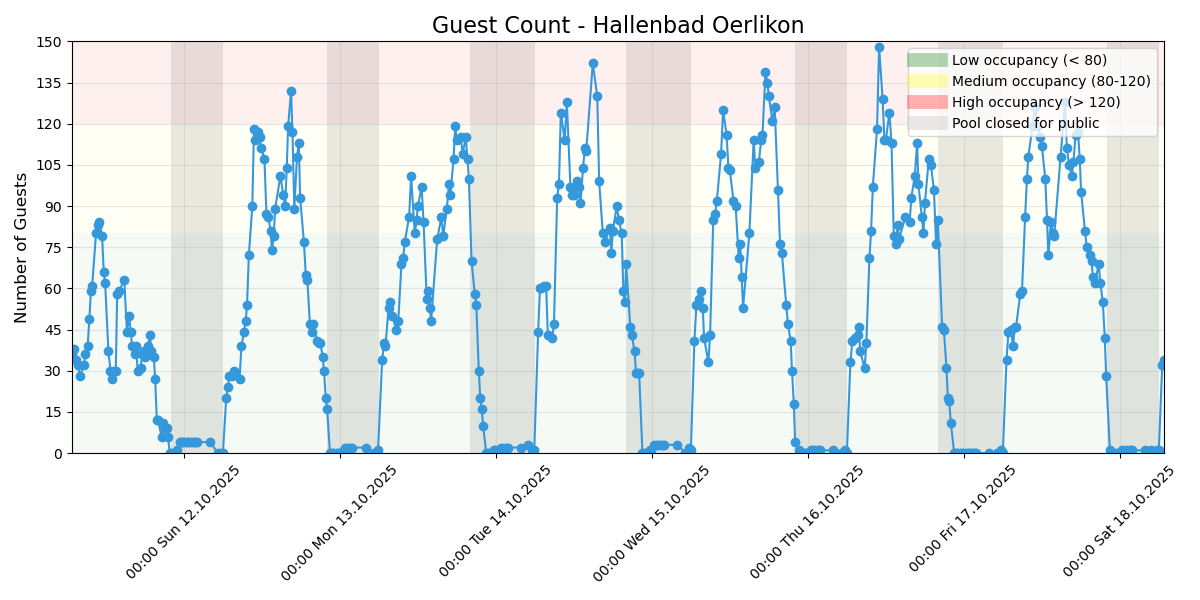 Guest Count - Hallenbad Oerlikon
Number of Guests
150
135
120
105
90
75
60
45
30
15
0
Low occupancy (< 80)
Medium occupancy (80-120)
High occupancy (> 120)
Pool closed for public
00:00 Sun 12.10.2025
00:00 Mon 13.10.2025
00:00 Tue 14.10.2025
00:00 Wed 15.10.2025
00:00 Thu 16.10.2025
00:00 Fri 17.10.2025
00:00 Sat 18.10.2025